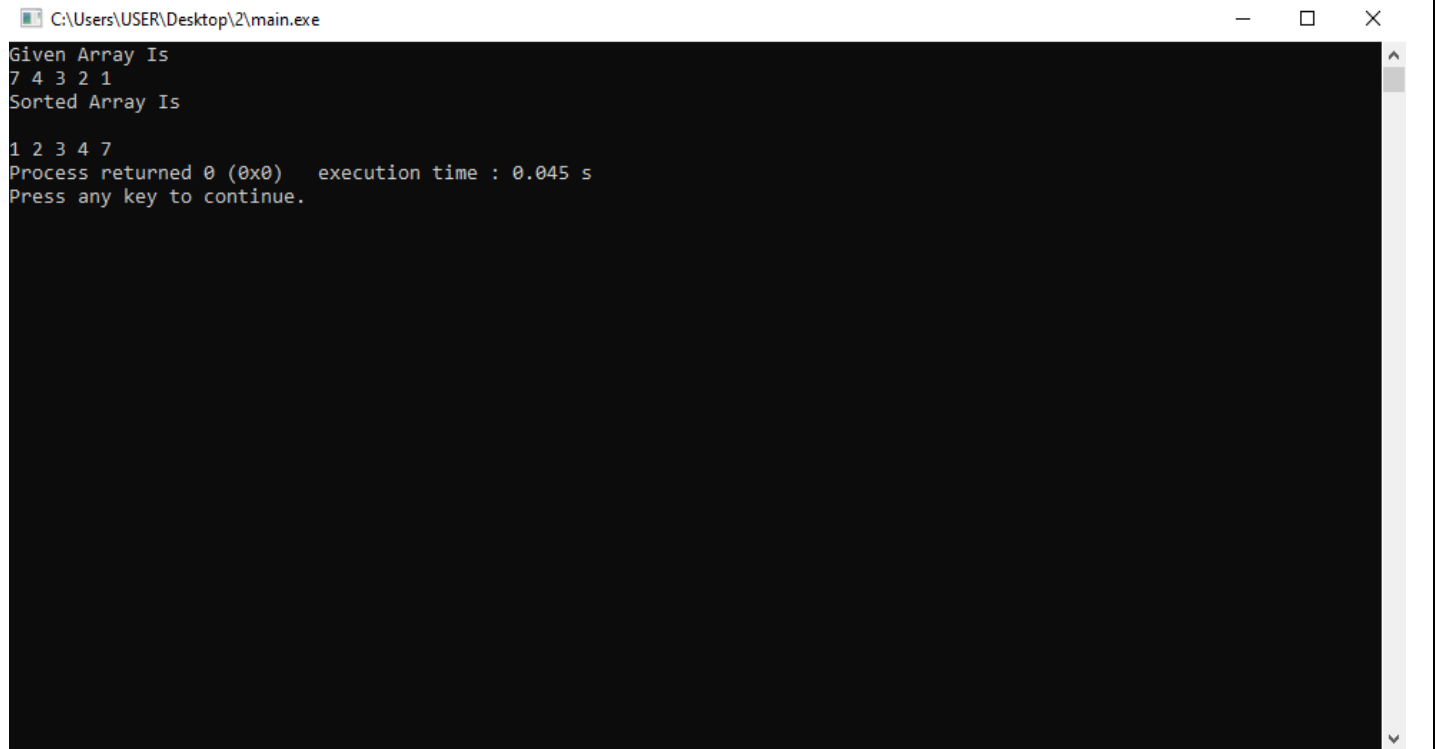 C:\Users\USER\Desktop\2\main.exe
Given Array Is
7 4 3 2 1
Sorted Array Is
1 2 3 4 7
Process returned 0 (0x0)   execution time : 0.045 s
Press any key to continue.